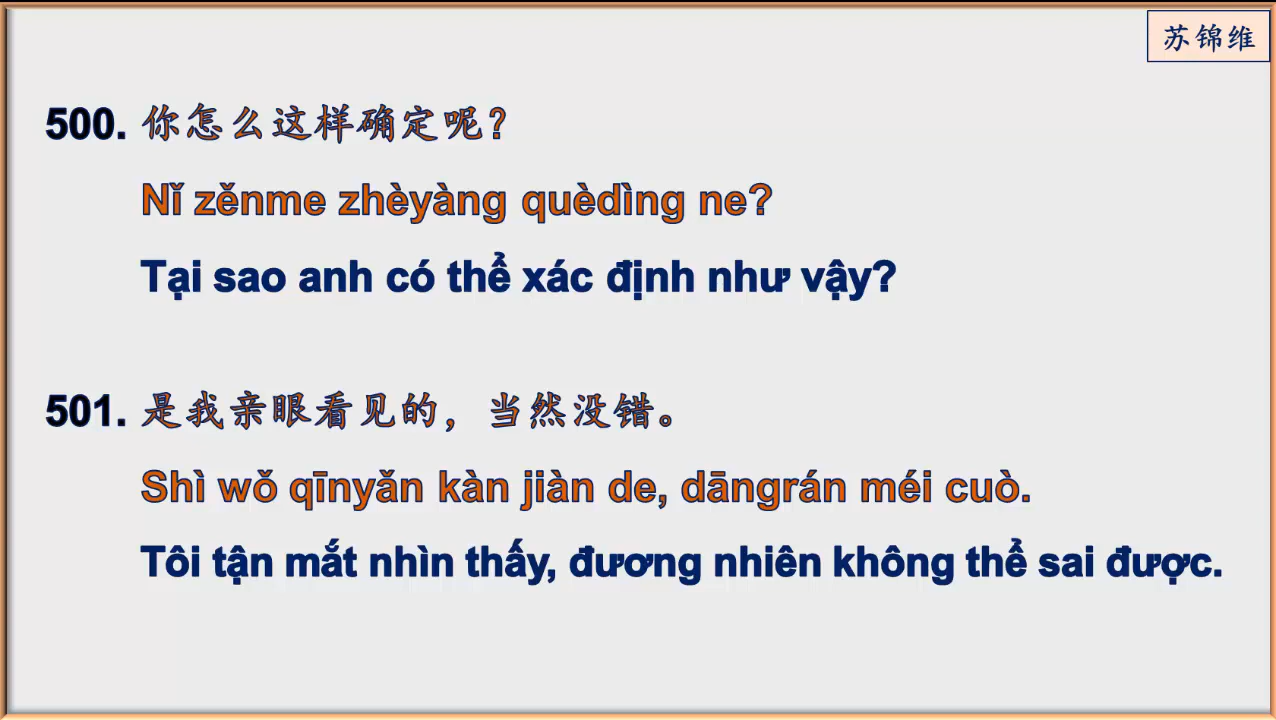 苏锦维
500. 你怎么这样确定呢？
Nǐ zěnme zhèyàng quèdìng ne?
Tại sao anh có thể xác định như vậy?
501. 是我亲眼看见的，当然没错。
Shì wǒ qīnyǎn kàn jiàn de, dāngrán méi cuò.
Tôi tận mắt nhìn thấy, đương nhiên không thể sai được.